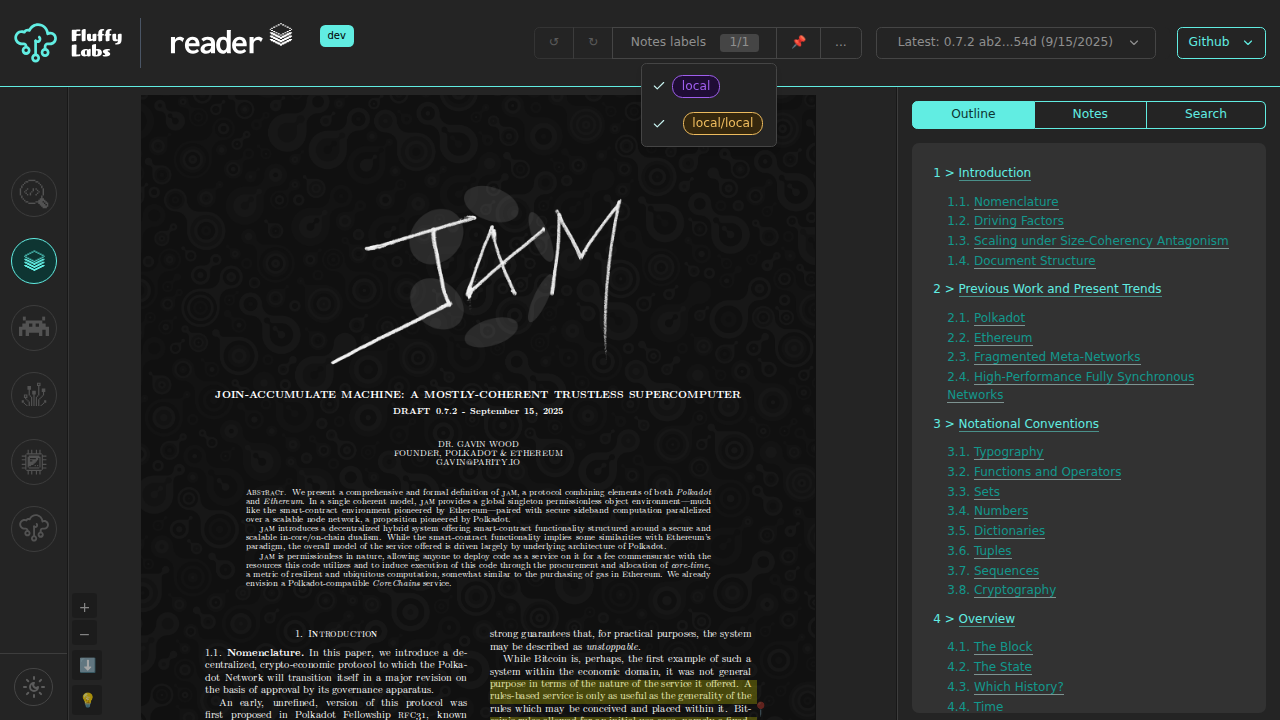 Fluffy Labs
reader
dev
Notes labels 1/1
...
Latest: 0.7.2 ab2...54d (9/15/2025)
Github
local
local/local
Outline
Notes
Search
1 > Introduction
1.1. Nomenclature
1.2. Driving Factors
1.3. Scaling under Size-Coherency Antagonism
1.4. Document Structure
2 > Previous Work and Present Trends
2.1. Polkadot
2.2. Ethereum
2.3. Fragmented Meta-Networks
2.4. High-Performance Fully Synchronous
Networks
3 > Notational Conventions
3.1. Typography
3.2. Functions and Operators
3.3. Sets
3.4. Numbers
3.5. Dictionaries
3.6. Tuples
3.7. Sequences
3.8. Cryptography
4 > Overview
4.1. The Block
4.2. The State
4.3. Which History?
4.4. Time
JAM
JOIN-ACCUMULATE MACHINE: A MOSTLY-COHERENT TRUSTLESS SUPERCOMPUTER
DRAFT 0.7.2 - September 15, 2025
DR. GAVIN WOOD
FOUNDER, POLKADOT & ETHEREUM
GAVIN@PARITY.IO
ABSTRACT. We present a comprehensive and formal definition of JAM, a protocol combining elements of both Polkadot
and Ethereum. In a single coherent model, JAM provides a global singleton permissionless object environment—much
like the smart-contract environment pioneered by Ethereum—paired with secure sideband computation parallelized
over a scalable node network, a proposition pioneered by Polkadot.
JAM introduces a decentralized hybrid system offering smart-contract functionality structured around a secure and
scalable in-core/on-chain dualism. While the smart-contract functionality implies some similarities with Ethereum's
paradigm, the overall model of the service offered is driven largely by underlying architecture of Polkadot.
JAM is permissionless in nature, allowing anyone to deploy code as a service on it for a fee commensurate with the
resources this code utilizes and to induce execution of this code through the procurement and allocation of core-time,
a metric of resilient and ubiquitous computation, somewhat similar to the purchasing of gas in Ethereum. We already
envision a Polkadot-compatible CoreChains service.
1. INTRODUCTION
1.1. Nomenclature. In this paper, we introduce a de-
centralized, crypto-economic protocol to which the Polka-
dot Network will transition itself in a major revision on
the basis of approval by its governance apparatus.
An early, unrefined, version of this protocol was
first proposed in Polkadot Fellowship RFC31, known
strong guarantees that, for practical purposes, the system
may be described as unstoppable.
While Bitcoin is, perhaps, the first example of such a
system within the economic domain, it was not general
purpose in terms of the nature of the service it offered. A
rules-based service is only as useful as the generality of the
rules which may be conceived and placed within it. Bit-